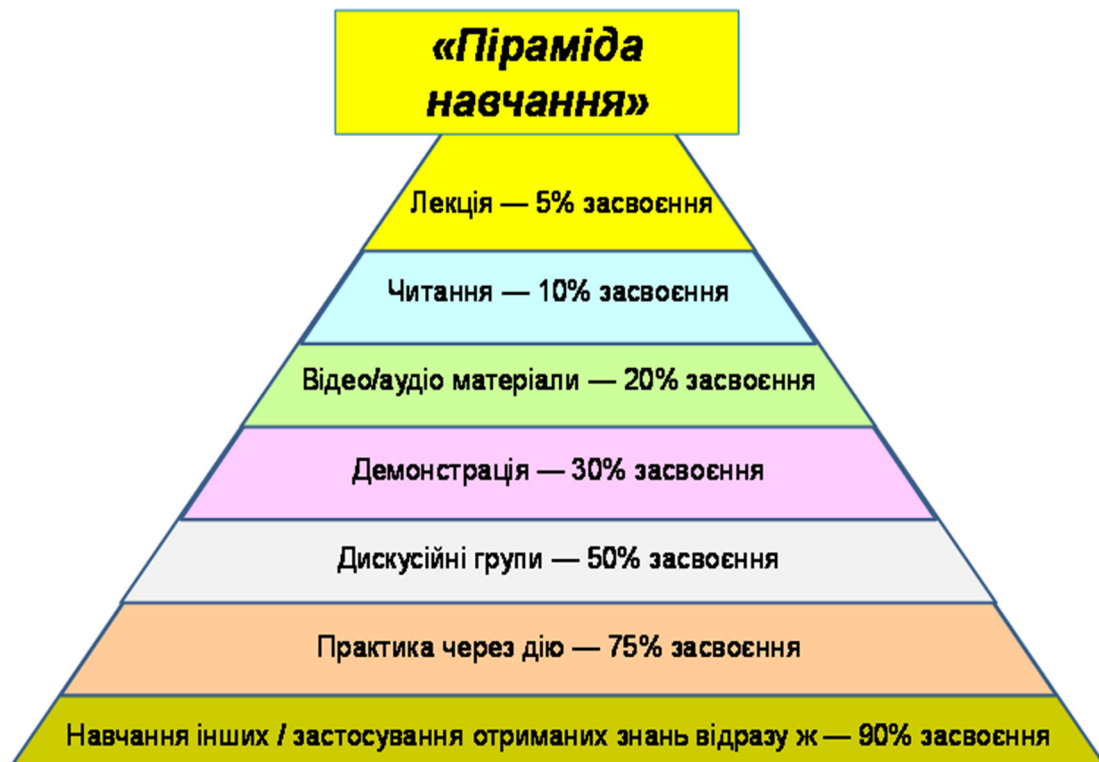 «Піраміда
навчання»
Лекція — 5% засвоєння
Читання — 10% засвоєння
Відео/аудіо матеріали — 20% засвоєння
Демонстрація — 30% засвоєння
Дискусійні групи — 50% засвоєння
Практика через дію — 75% засвоєння
Навчання інших / застосування отриманих знань відразу ж — 90% засвоєння